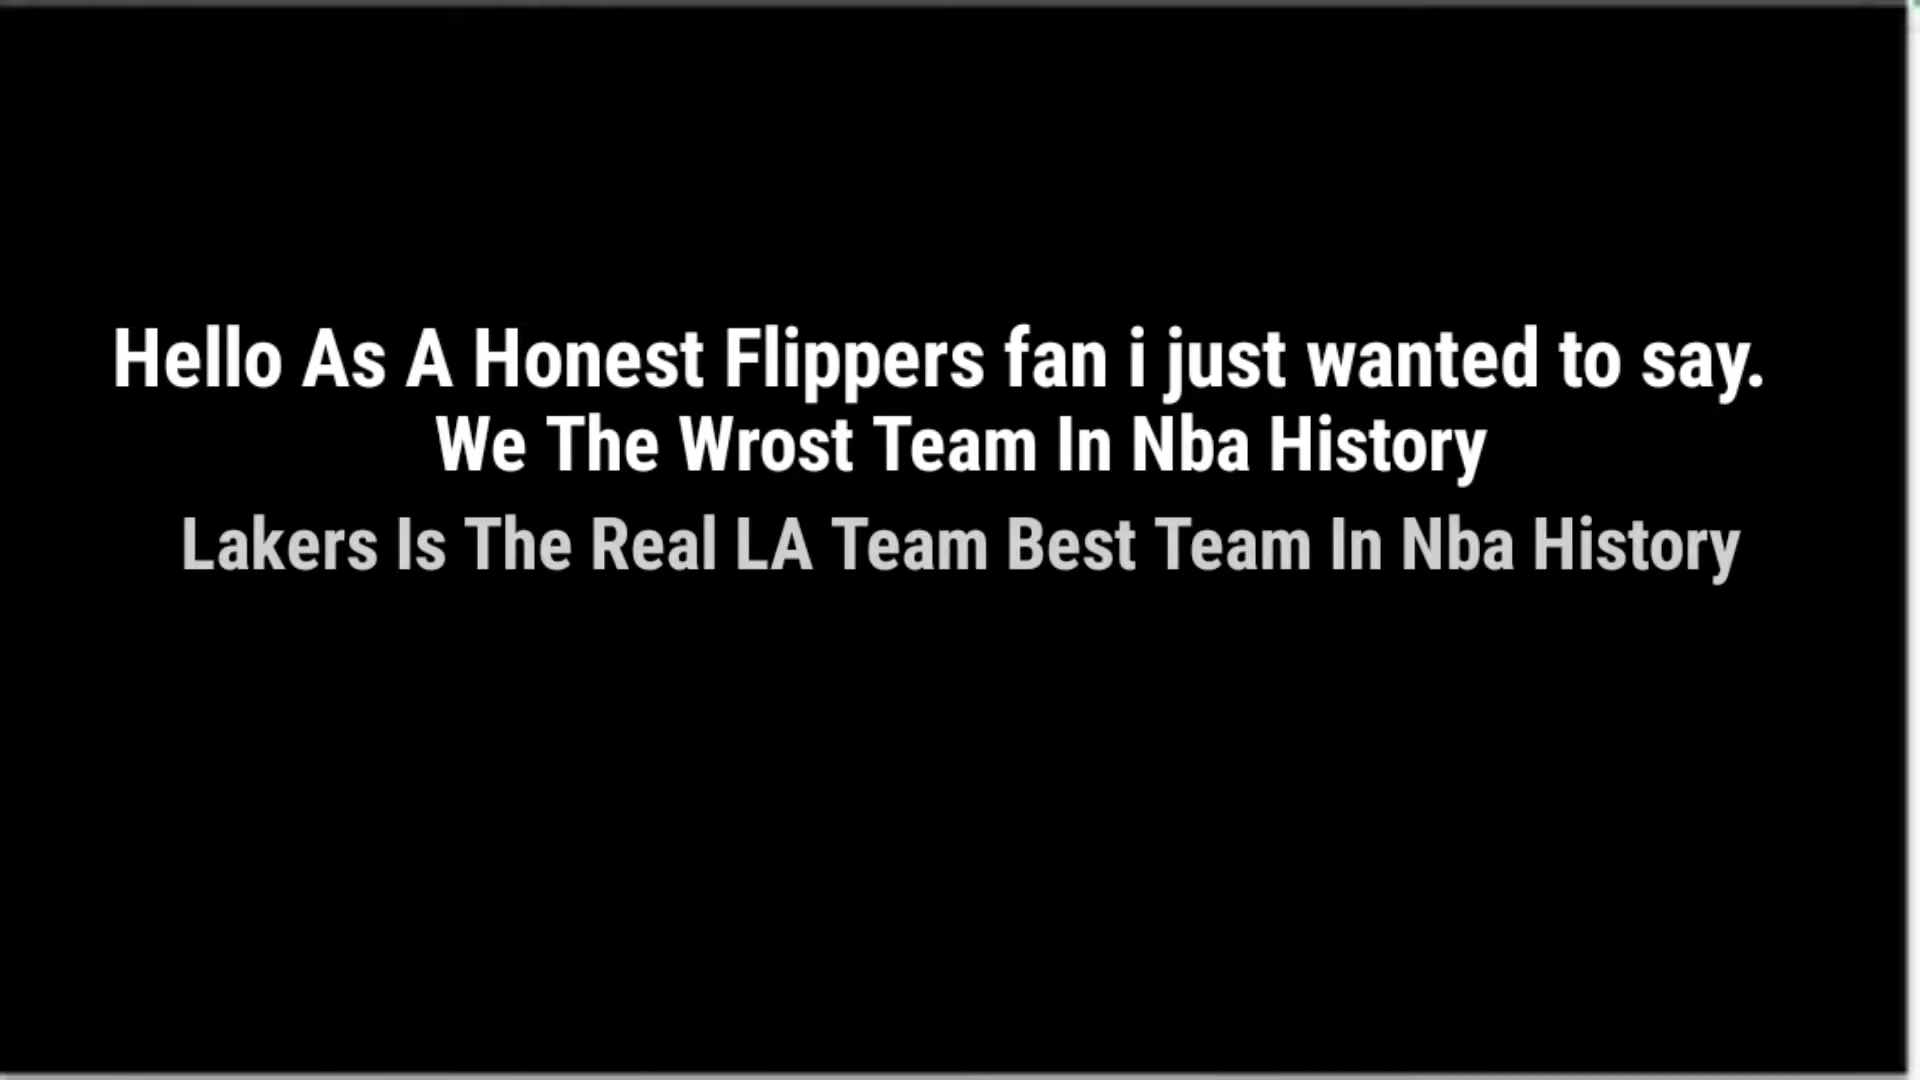 Hello As A Honest Flippers fan i just wanted to say.
We The Wrost Team In Nba History
Lakers Is The Real LA Team Best Team In Nba History